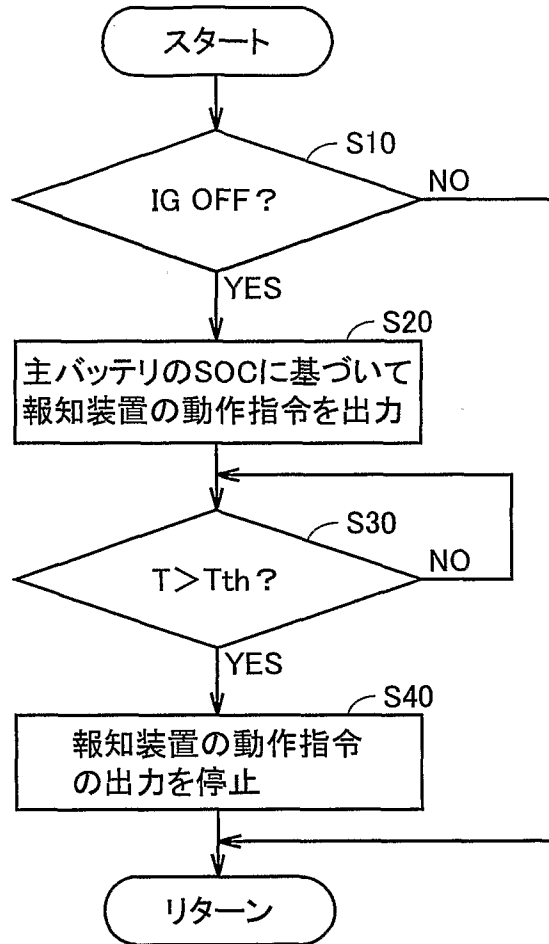 スタート
S10
IG OFF?
NO
YES
S20
主バッテリのSOCに基づいて
報知装置の動作指令を出力
S30
T>Tth?
NO
YES
S40
報知装置の動作指令
の出力を停止
リターン